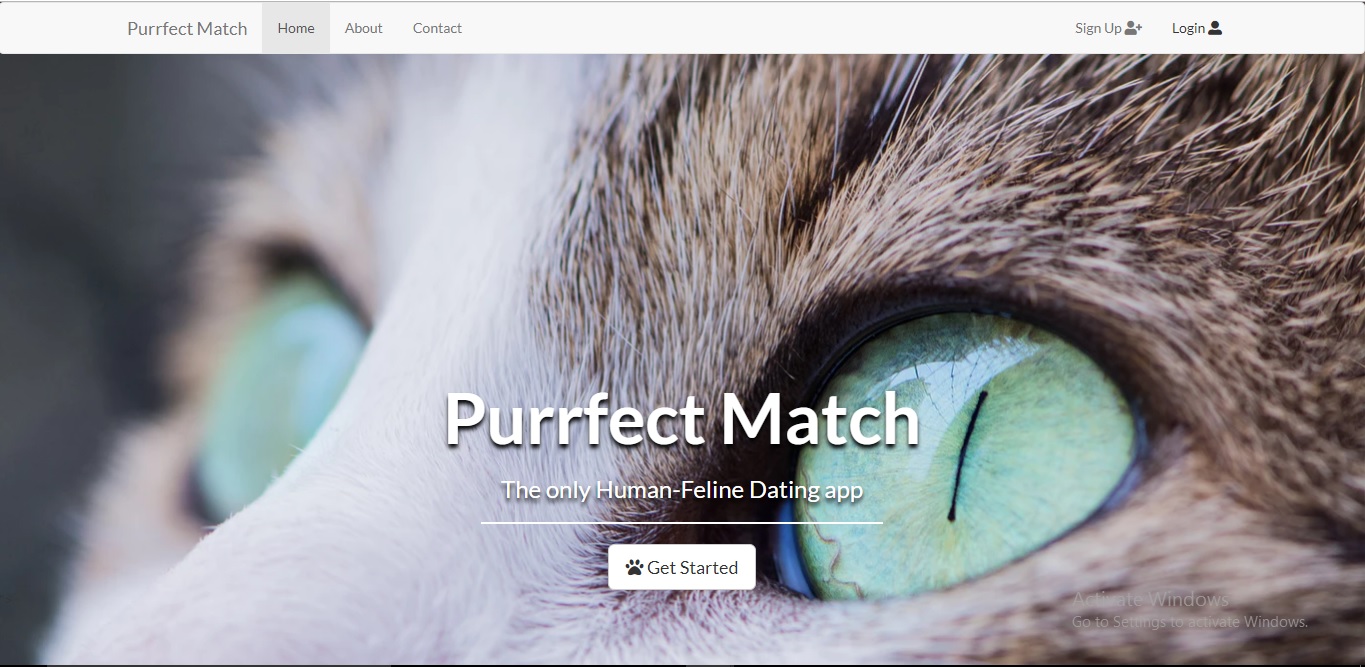 Purrfect Match
Home
About
Contact
Sign Up
Login
Purrfect Match
The only Human-Feline Dating app
Get Started
Activate Windows
Go to Settings to activate Windows.